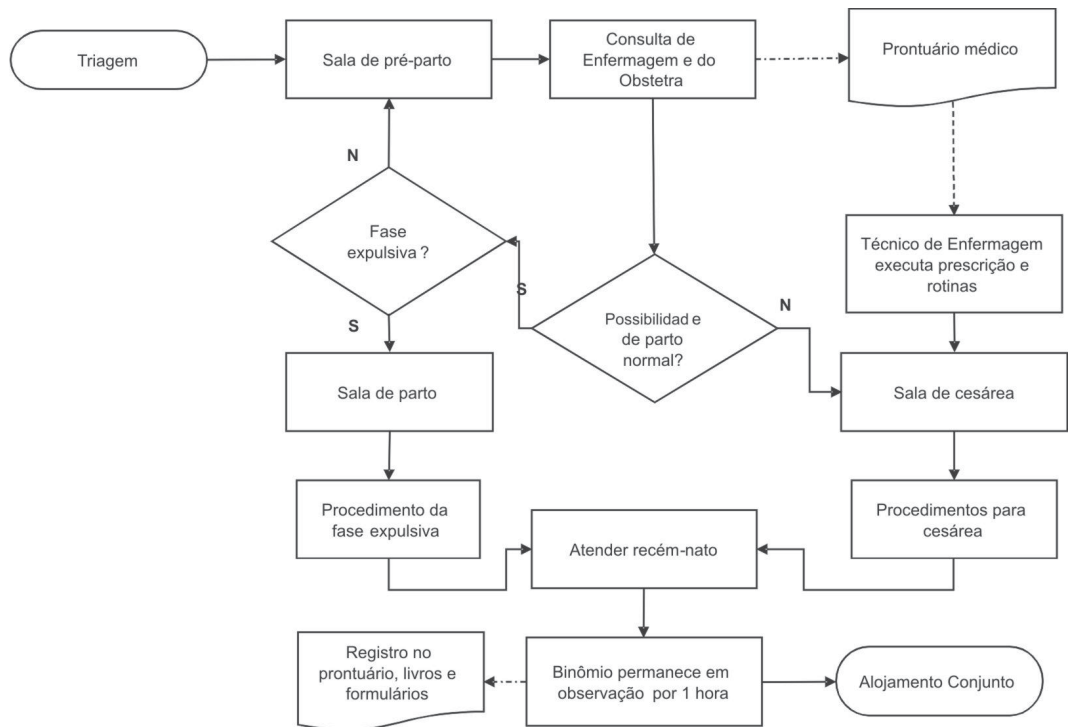 Triagem
Sala de pré-parto
Consulta de
Enfermagem e do
Obstetra
Prontuário médico
N
Fase
expulsiva ?
S
S
Possibilidad e
de parto
normal?
N
Técnico de Enfermagem
executa prescrição e
rotinas
Sala de parto
Sala de cesárea
Procedimento da
fase expulsiva
Atender recém-nato
Procedimentos para
cesárea
Registro no
prontuário, livros e
formulários
Binômio permanece em
observação por 1 hora
Alojamento Conjunto